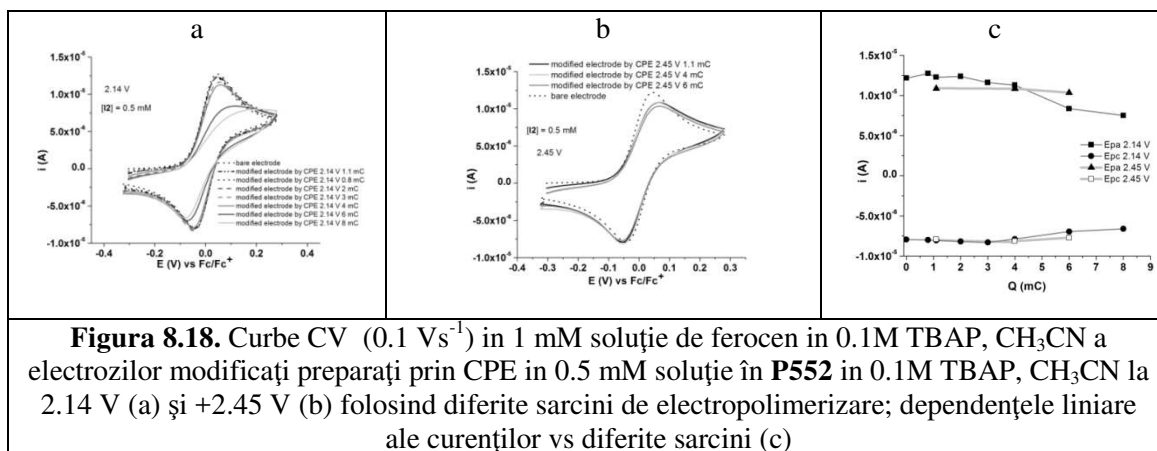 a
1.5x10⁻⁵
1.0x10⁻⁵
5.0x10⁻⁶
0.0
-5.0x10⁻⁶
-1.0x10⁻⁵
i (A)
2.14 V
[I2] = 0.5 mM
bare electrode
modified electrode by CPE 2.14 V 1.1 mC
modified electrode by CPE 2.14 V 0.8 mC
modified electrode by CPE 2.14 V 2 mC
modified electrode by CPE 2.14 V 3 mC
modified electrode by CPE 2.14 V 4 mC
modified electrode by CPE 2.14 V 6 mC
modified electrode by CPE 2.14 V 8 mC
-0.4 -0.2 0.0 0.2 0.4
E (V) vs Fc/Fc⁺
b
modified electrode by CPE 2.45 V 1.1 mC
modified electrode by CPE 2.45 V 4 mC
modified electrode by CPE 2.45 V 6 mC
bare electrode
[I2] = 0.5 mM
2.45 V
i (A)
-0.4 -0.3 -0.2 -0.1 0.0 0.1 0.2 0.3
E (V) vs Fc/Fc⁺
c
i (A)
Epa 2.14 V
Epc 2.14 V
Epa 2.45 V
Epc 2.45 V
0 1 2 3 4 5 6 7 8 9
Q (mC)
Figura 8.18. Curbe CV (0.1 Vs⁻¹) in 1 mM soluţie de ferocen in 0.1M TBAP, CH₃CN a
electrozilor modificaţi preparaţi prin CPE in 0.5 mM soluţie în P552 in 0.1M TBAP, CH₃CN la
2.14 V (a) şi +2.45 V (b) folosind diferite sarcini de electropolimerizare; dependenţele liniare
ale curenţilor vs diferite sarcini (c)